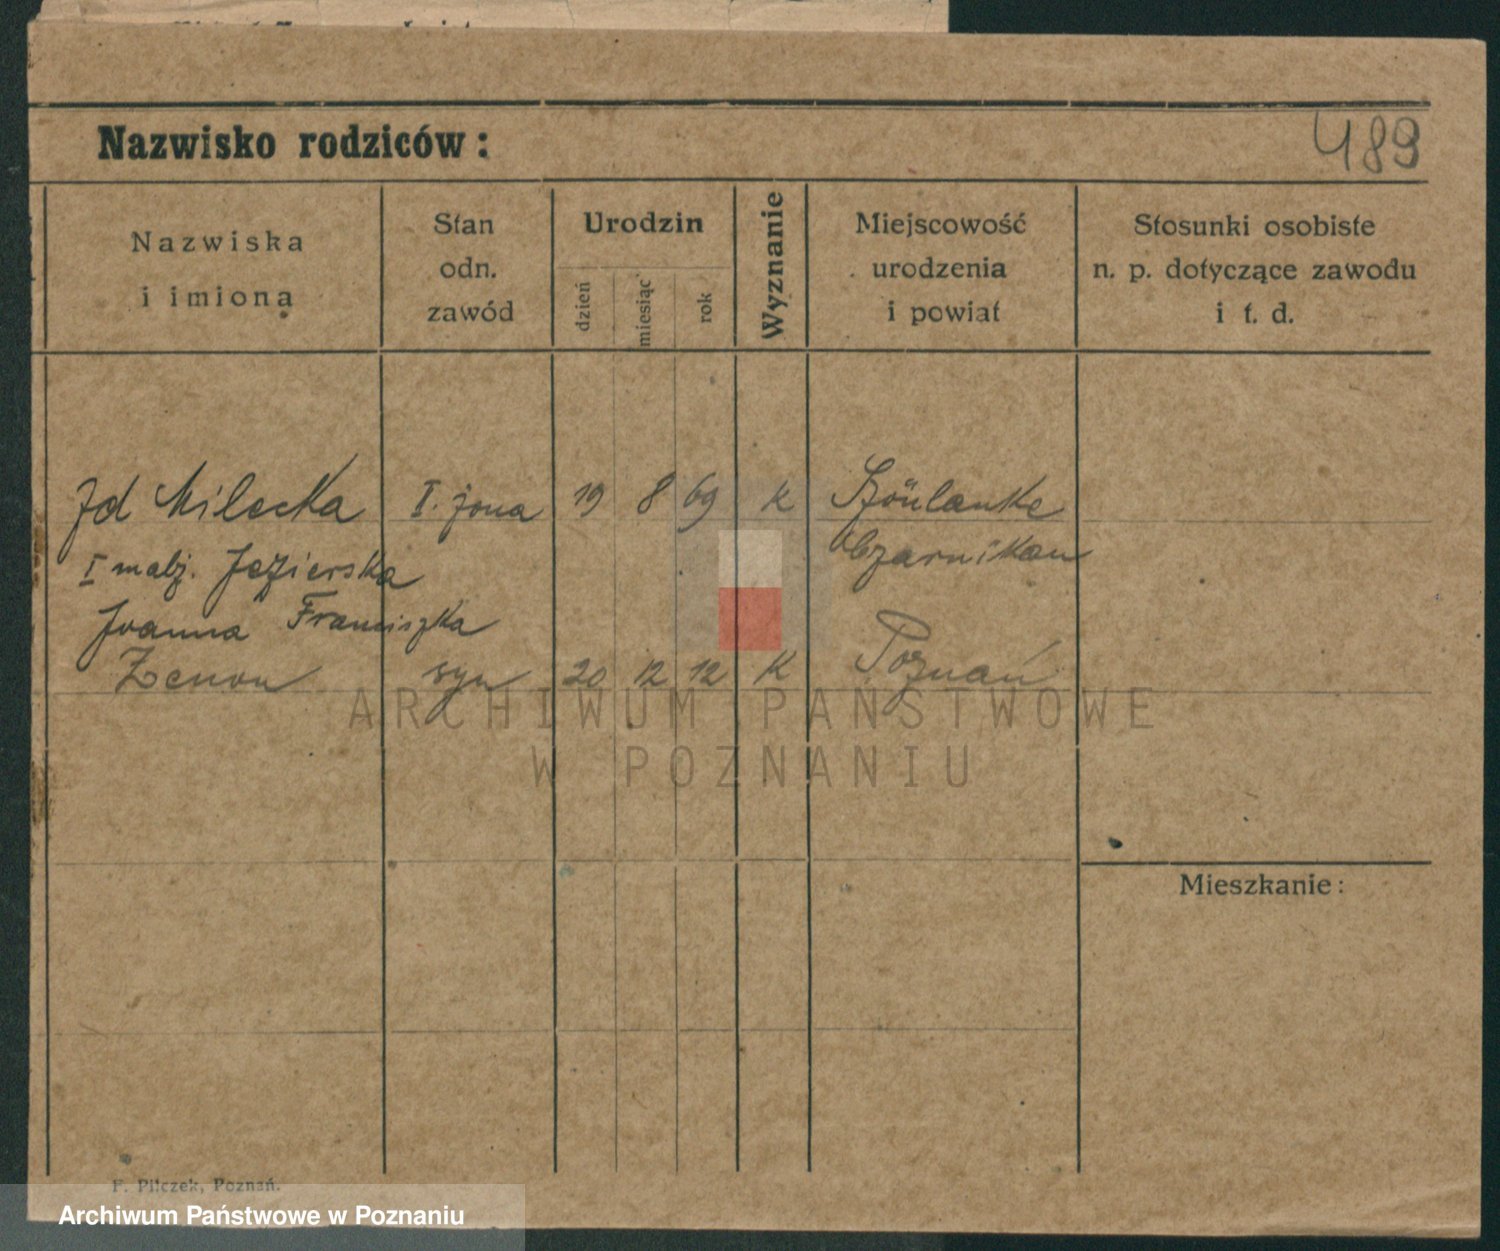 Nazwisko rodziców:
489
Nazwiska
i imiona
Stan
odn.
zawód
Urodzin
dzień
miesiąc
rok
Wyznanie
Miejscowość
urodzenia
i powiat
Stosunki osobiste
n. p. dotyczące zawodu
i t. d.
Jd Milecka I. żona 19 8 69 K
Czarnikau
I małż. Jezierska
Joanna Franciszka
Zenon syn 20 12 12 K Poznań
ARCHIWUM PAŃSTWOWE
W POZNANIU
Mieszkanie:
F. Pilczek, Poznań.
Archiwum Państwowe w Poznaniu